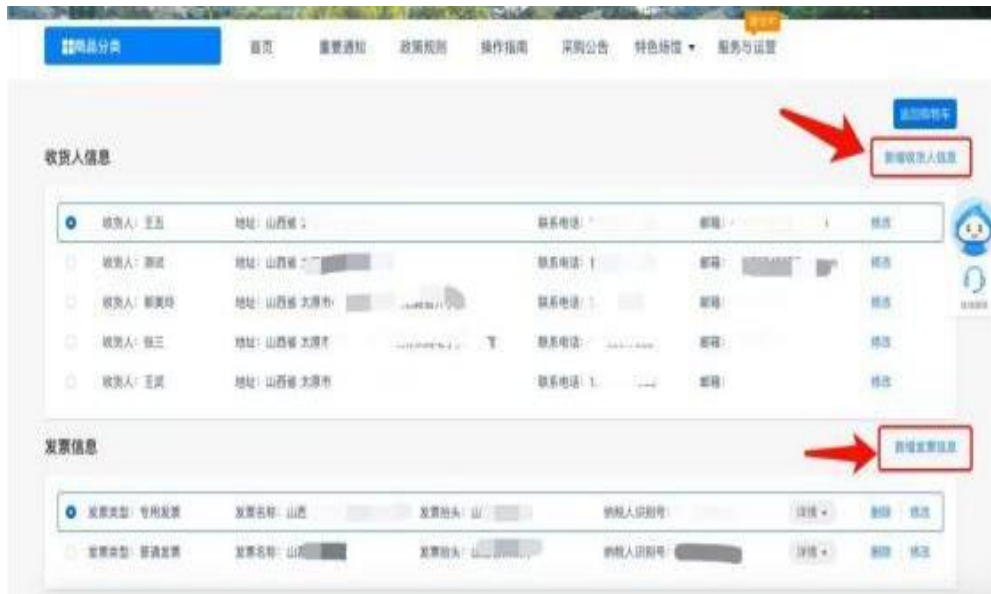 商品分类 首页 重要通知 政策规则 操作指南 采购公告 特色场馆 服务与运营
返回购物车
收货人信息 新增收货人信息
收货人: 王五 地址: 山西省 联系电话: 邮箱: 修改
收货人: 测试 地址: 山西省 联系电话: 1 邮箱: 修改
收货人: 地址: 山西省 太原市 联系电话: 1 邮箱: 修改
收货人: 张三 地址: 山西省 太原市 联系电话: 邮箱: 修改
收货人: 王武 地址: 山西省 太原市 联系电话: 1 邮箱: 修改
发票信息 新增发票信息
发票类型: 专用发票 发票名称: 山西 发票抬头: 山 纳税人识别号: 详情 删除 修改
发票类型: 普通发票 发票名称: 山 发票抬头: 山 纳税人识别号: 详情 删除 修改